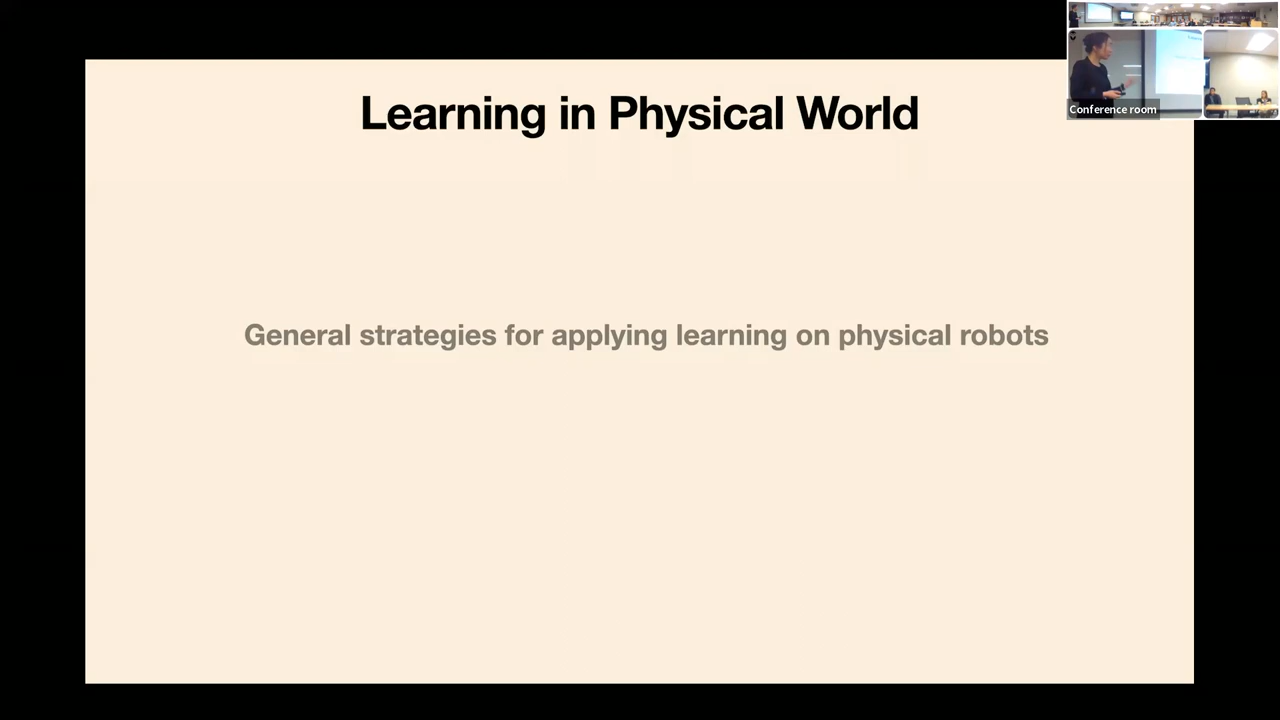 Learning in Physical World
General strategies for applying learning on physical robots
Conference room